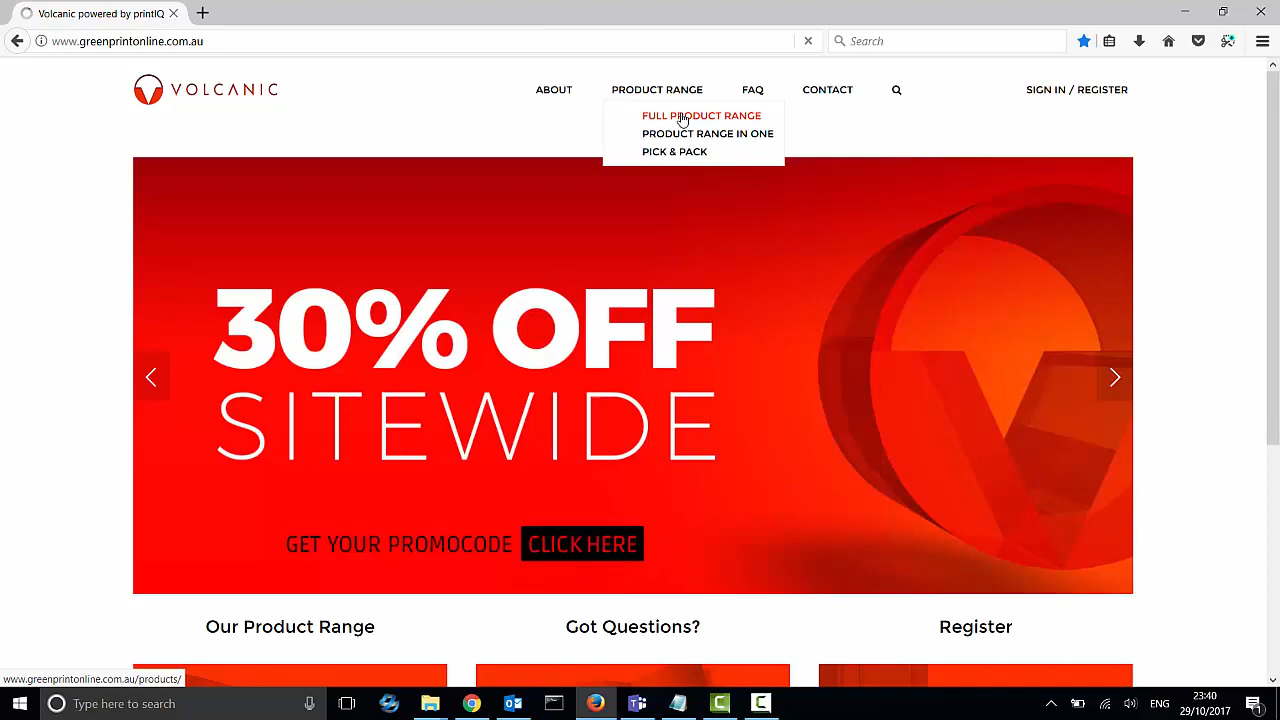 Volcanic powered by printIQ
www.greenprintonline.com.au
Search
VOLCANIC
ABOUT
PRODUCT RANGE
FAQ
CONTACT
SIGN IN / REGISTER
FULL PRODUCT RANGE
PRODUCT RANGE IN ONE
PICK & PACK
30% OFF
SITEWIDE
GET YOUR PROMOCODE CLICK HERE
Our Product Range
Got Questions?
Register
www.greenprintonline.com.au/products/
Type here to search
ENG
23:40
29/10/2017
1